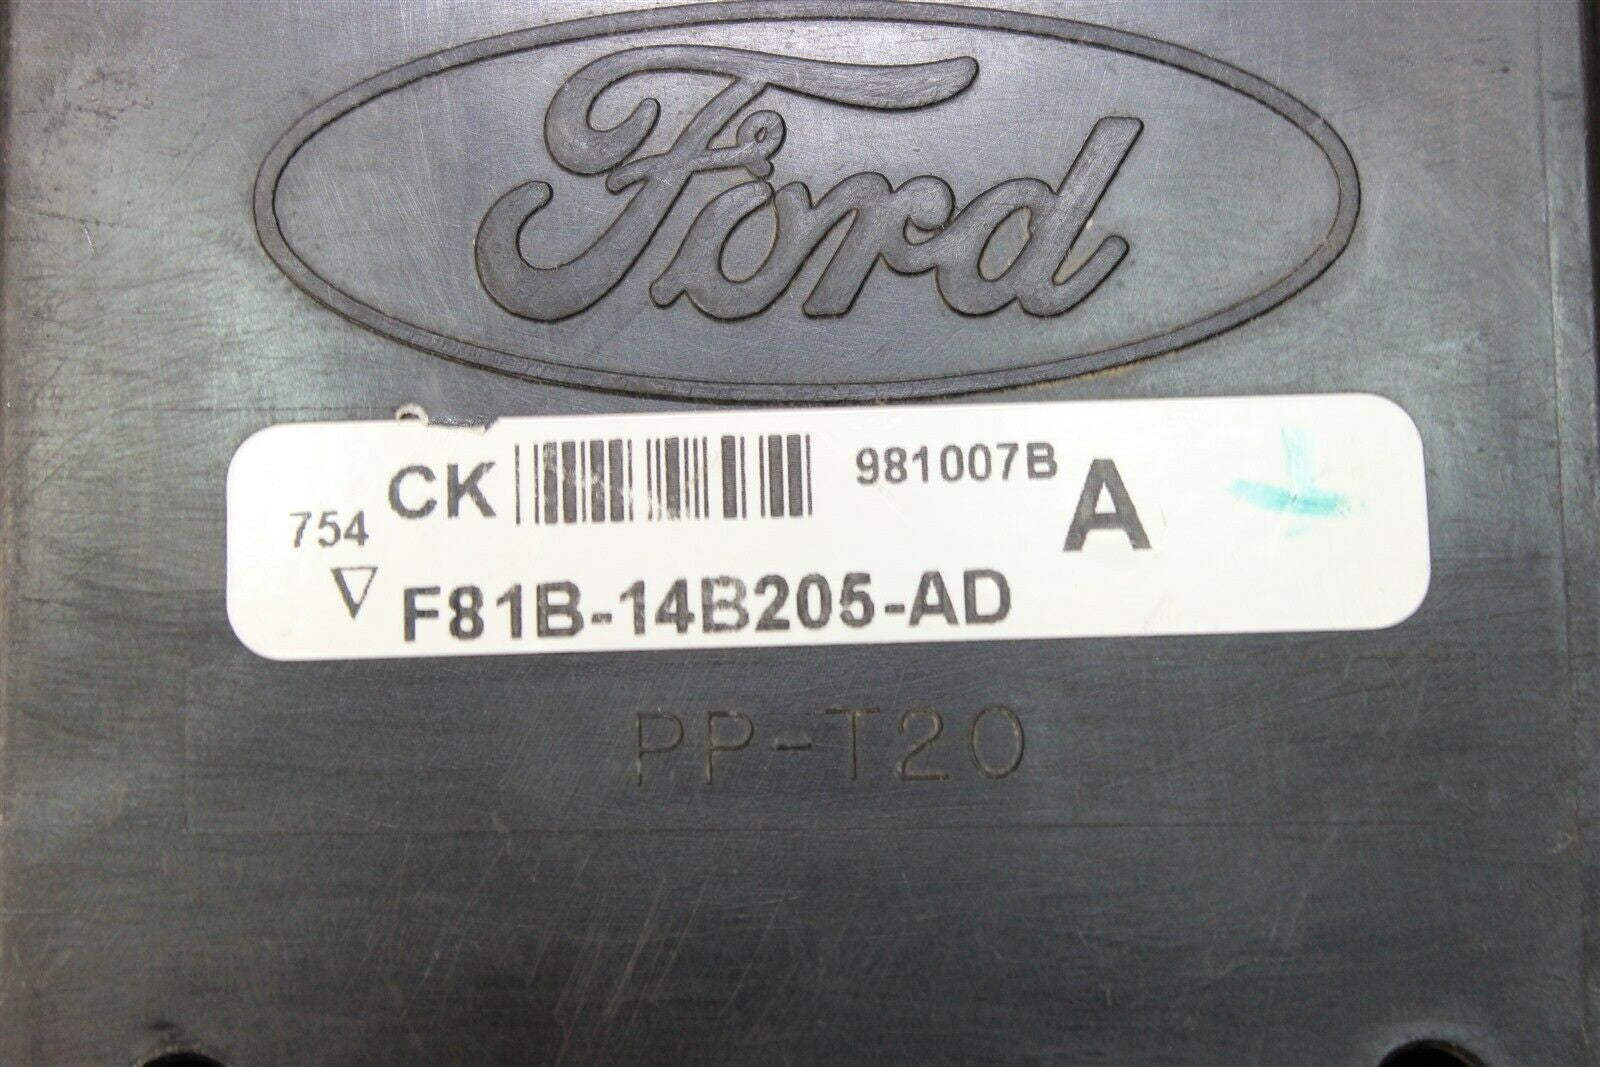 Ford
CK 981007B A
754
F81B-14B205-AD
PP-T20